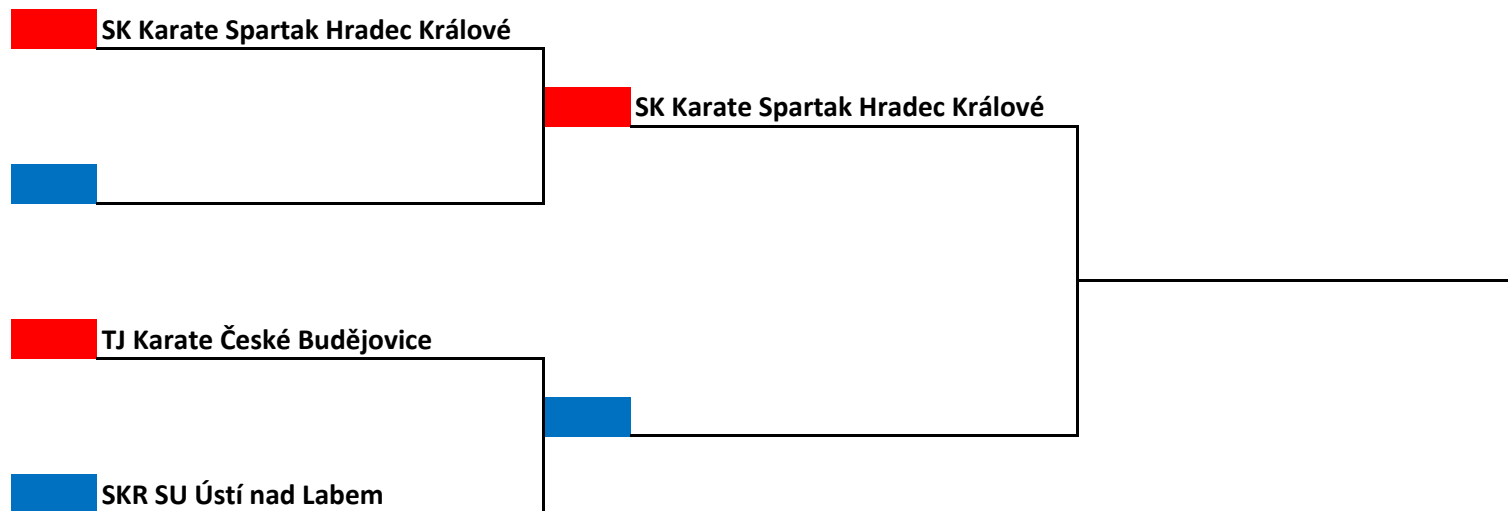 SK Karate Spartak Hradec Králové
SK Karate Spartak Hradec Králové
TJ Karate České Budějovice
SKR SU Ústí nad Labem